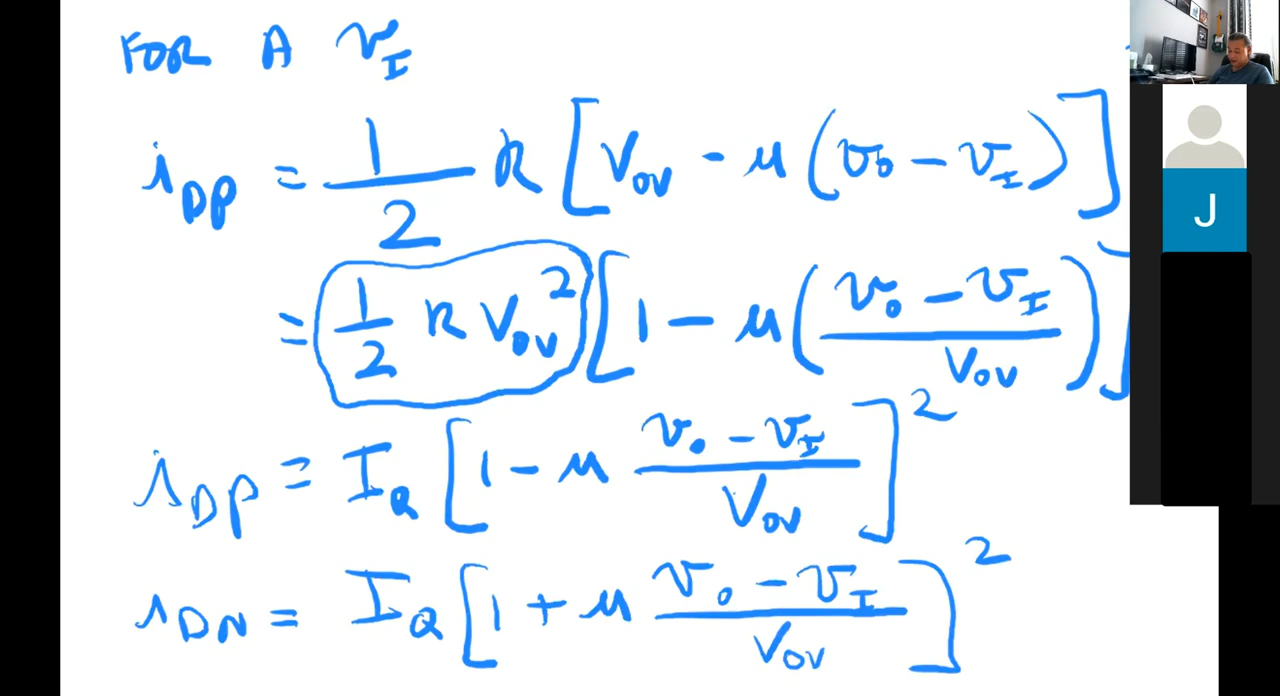 FOR A v_I
i_DP = 1/2 k [V_OV - μ(v_O - v_I)]
= 1/2 k V_OV^2 [1 - μ((v_O - v_I)/V_OV)]
i_DP = I_Q [1 - μ (v_O - v_I)/V_OV]^2
i_DN = I_Q [1 + μ (v_O - v_I)/V_OV]^2
J